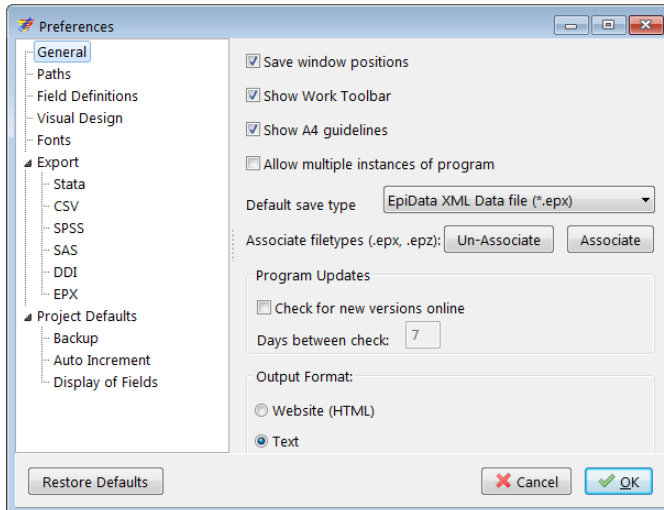 Preferences
General
Paths
Field Definitions
Visual Design
Fonts
Export
Stata
CSV
SPSS
SAS
DDI
EPX
Project Defaults
Backup
Auto Increment
Display of Fields
Save window positions
Show Work Toolbar
Show A4 guidelines
Allow multiple instances of program
Default save type EpiData XML Data file (*.epx)
Associate filetypes (.epx, .epz): Un-Associate Associate
Program Updates
Check for new versions online
Days between check: 7
Output Format:
Website (HTML)
Text
Restore Defaults Cancel OK